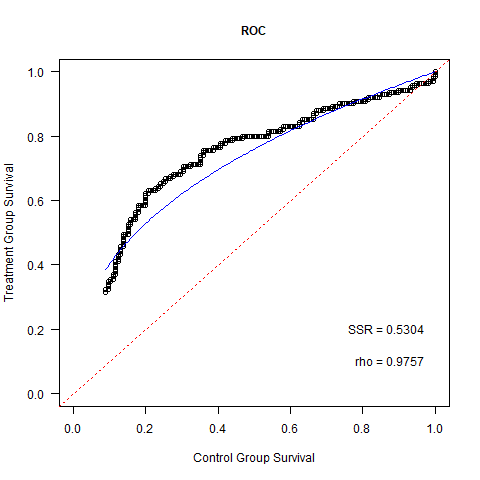 ROC
Treatment Group Survival
1.0
0.8
0.6
0.4
0.2
0.0
SSR = 0.5304
rho = 0.9757
0.0 0.2 0.4 0.6 0.8 1.0
Control Group Survival